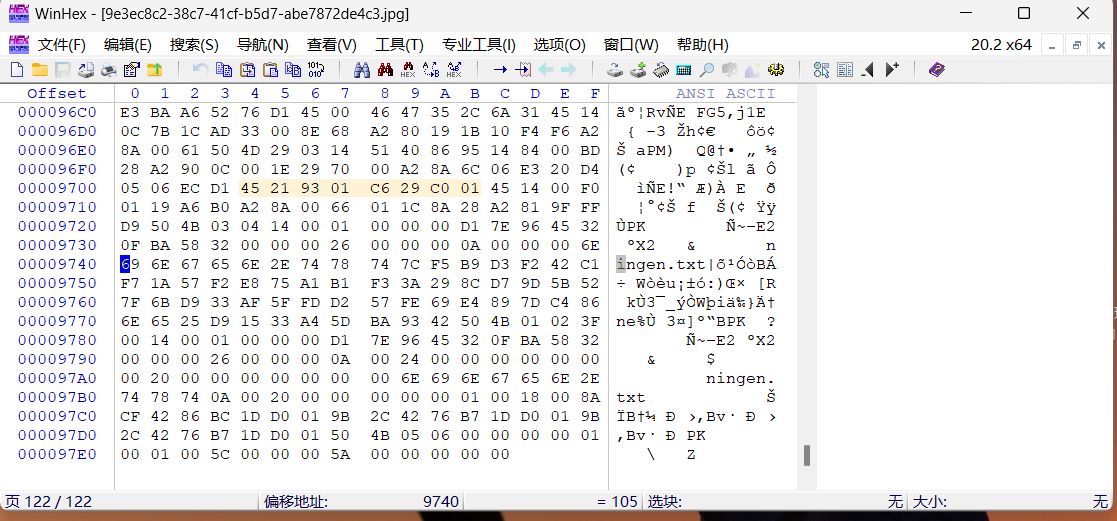 WinHex - [9e3ec8c2-38c7-41cf-b5d7-abe7872de4c3.jpg]
文件(F) 编辑(E) 搜索(S) 导航(N) 查看(V) 工具(T) 专业工具(I) 选项(O) 窗口(W) 帮助(H) 20.2 x64
Offset 0 1 2 3 4 5 6 7 8 9 A B C D E F ANSI ASCII
000096C0 E3 BA A6 52 76 D1 45 00 46 47 35 2C 6A 31 45 14 ãº¦RvÑE FG5,j1E
000096D0 0C 7B 1C AD 33 00 8E 68 A2 80 19 1B 10 F4 F6 A2 { -3 Žh¢€ ôö¢
000096E0 8A 00 61 50 4D 29 03 14 51 40 86 95 14 84 00 BD Š aPM) Q@†• „ ½
000096F0 28 A2 90 0C 00 1E 29 70 00 A2 8A 6C 06 E3 20 D4 (¢ )p ¢Šl ã Ô
00009700 05 06 EC D1 45 21 93 01 C6 29 C0 01 45 14 00 F0 ìÑE!“ Æ)À E ð
00009710 01 19 A6 B0 A2 8A 00 66 01 1C 8A 28 A2 81 9F FF ¦°¢Š f Š(¢ Ÿÿ
00009720 D9 50 4B 03 04 14 00 01 00 00 00 D1 7E 96 45 32 ÙPK Ñ~–E2
00009730 0F BA 58 32 00 00 00 26 00 00 00 0A 00 00 00 6E ºX2 & n
00009740 69 6E 67 65 6E 2E 74 78 74 7C F5 B9 D3 F2 42 C1 ingen.txt|õ¹ÓòBÁ
00009750 F7 1A 57 F2 E8 75 A1 B1 F3 3A 29 8C D7 9D 5B 52 ÷ Wòèu¡±ó:)Œ× [R
00009760 6F 6B D9 33 AF 5F FD D2 57 FE 69 E4 89 7D C4 86
00009770 6E 65 25 D9 15 33 A4 5D BA 93 42 50 4B 01 02 3F ne%Ù 3¤]º“BPK ?
00009780 00 14 00 01 00 00 00 D1 7E 96 45 32 0F BA 58 32 Ñ~–E2 ºX2
00009790 00 00 00 26 00 00 00 0A 00 24 00 00 00 00 00 00 & $
000097A0 00 20 00 00 00 00 00 00 00 6E 69 6E 67 65 6E 2E ningen.
000097B0 74 78 74 0A 00 20 00 00 00 00 00 01 00 18 00 8A txt Š
000097C0 CF 42 86 BC 1D D0 01 9B 2C 42 76 B7 1D D0 01 9B ÏB†¼ Ð ›,Bv· Ð ›
000097D0 2C 42 76 B7 1D D0 01 50 4B 05 06 00 00 00 00 01 ,Bv· Ð PK
000097E0 00 01 00 5C 00 00 00 5A 00 00 00 00 00 \ Z
页 122 / 122 偏移地址: 9740 = 105 选块: 无 大小: 无